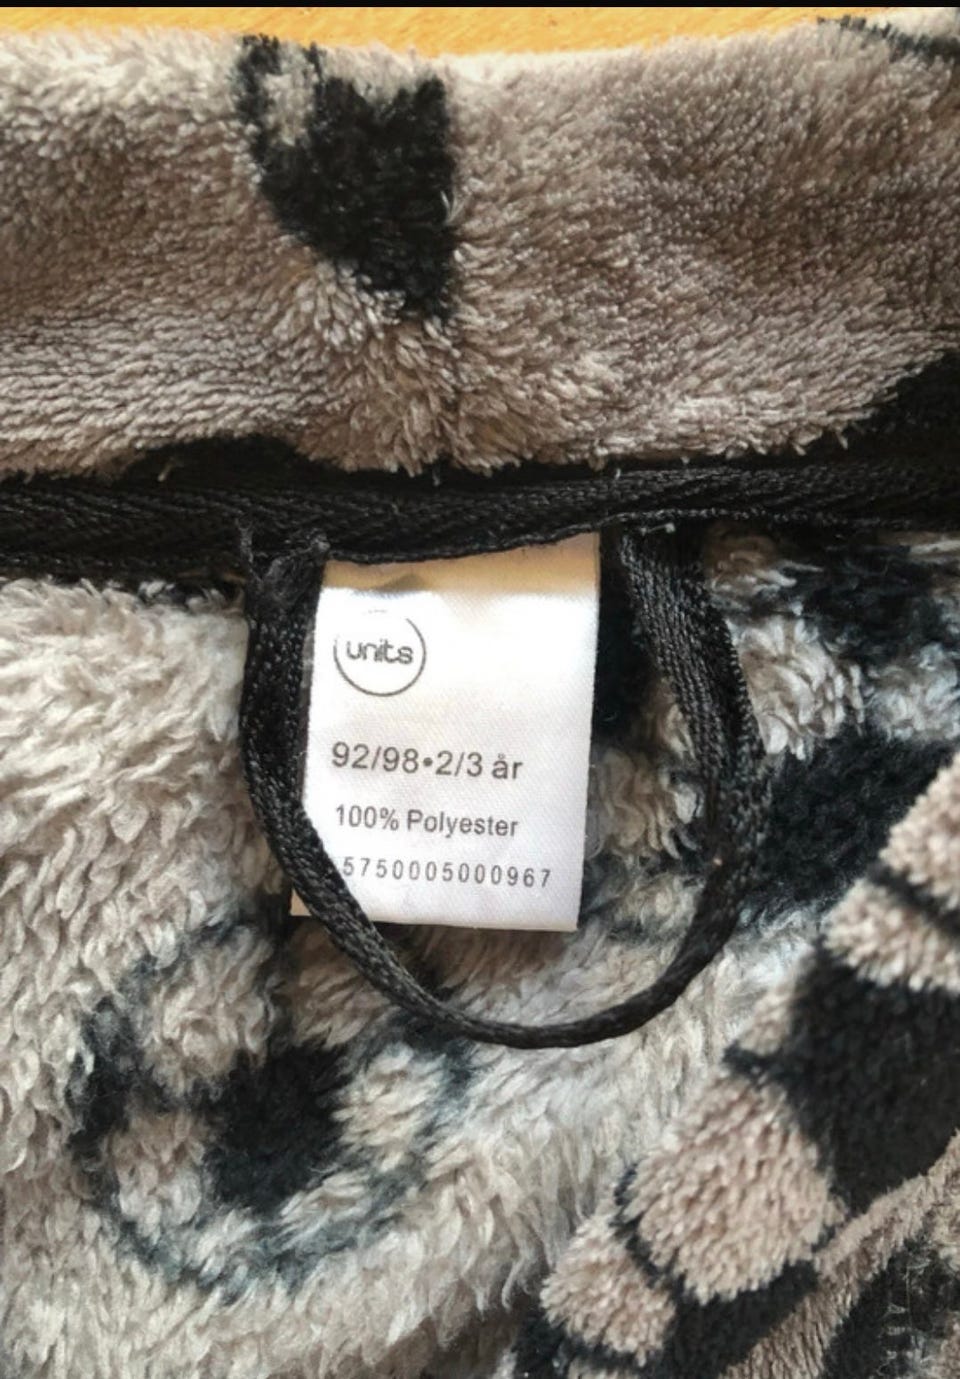 units
92/98•2/3 år
100% Polyester
5750005000967